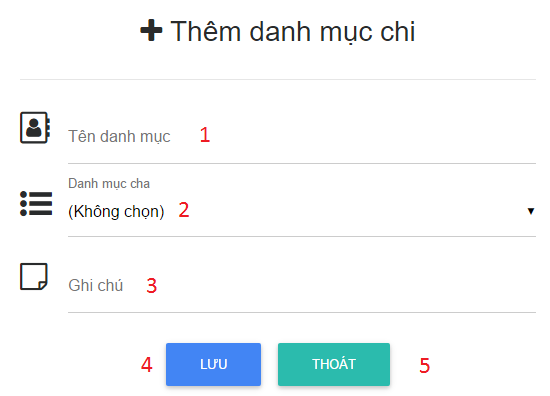 Thêm danh mục chi
Tên danh mục 1
Danh mục cha
(Không chọn) 2
Ghi chú 3
4 LƯU THOÁT 5